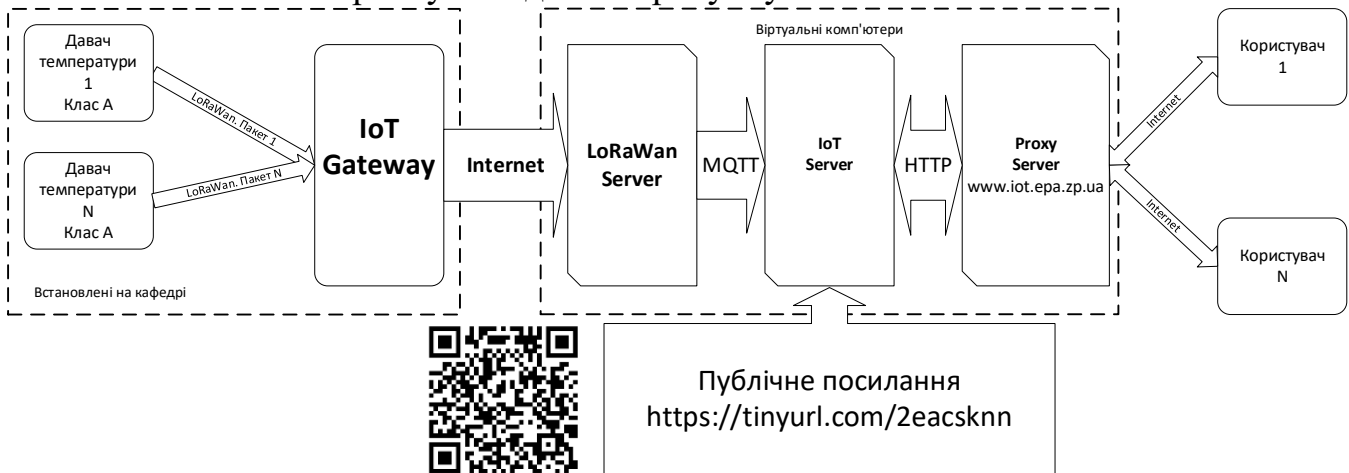 Давач
температури
1
Клас А
LoRaWan. Пакет 1
Давач
температури
N
Клас А
LoRaWan. Пакет N
Встановлені на кафедрі
IoT
Gateway
Internet
Віртуальні комп'ютери
LoRaWan
Server
MQTT
IoT
Server
HTTP
Proxy
Server
www.iot.epa.zp.ua
Internet
Internet
Користувач
1
Користувач
N
Публічне посилання
https://tinyurl.com/2eacsknn